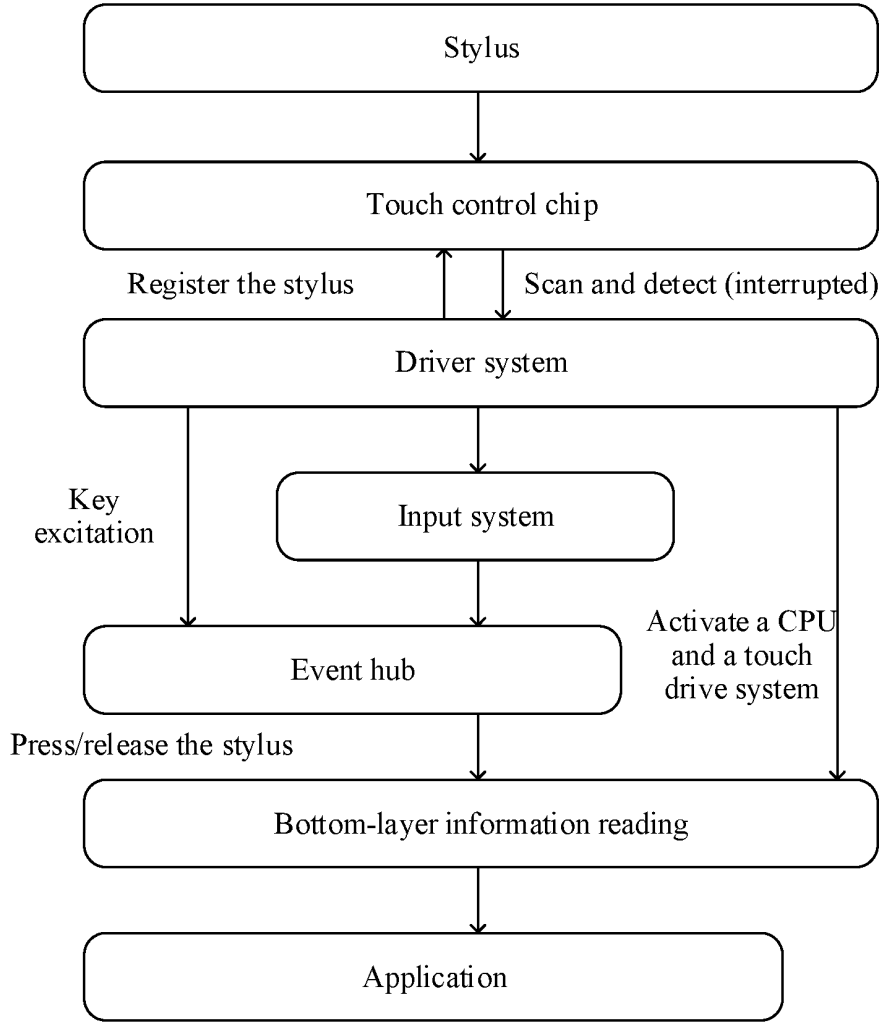 Stylus
Touch control chip
Register the stylus
Scan and detect (interrupted)
Driver system
Key
excitation
Input system
Activate a CPU
and a touch
drive system
Event hub
Press/release the stylus
Bottom-layer information reading
Application